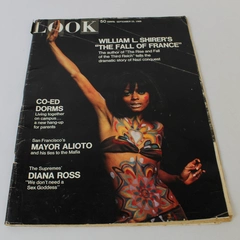 LOOK
WILLIAM L. SHIRER'S
"THE FALL OF FRANCE"
The author of "The Rise and Fall
of the Third Reich" tells the
dramatic story of Nazi conquest
CO-ED
DORMS
Living together
on campus...
a new hang-up
for parents
San Francisco's
MAYOR ALIOTO
and his ties to the Mafia
The Supremes'
DIANA ROSS
"We don't need a
Sex Goddess"